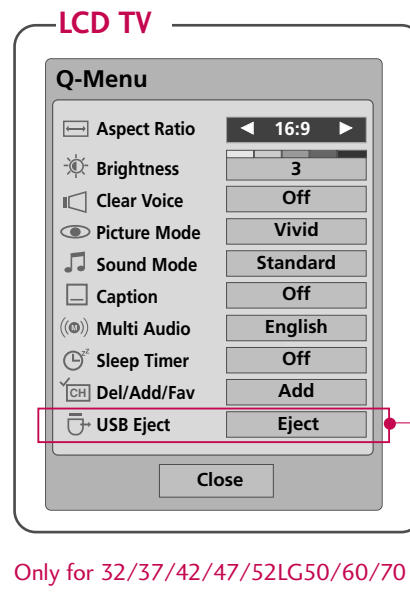 LCD TV
Q-Menu
Aspect Ratio ◄ 16:9 ►
Brightness 3
Clear Voice Off
Picture Mode Vivid
Sound Mode Standard
Caption Off
Multi Audio English
Sleep Timer Off
CH Del/Add/Fav Add
USB Eject Eject
Close
Only for 32/37/42/47/52LG50/60/70